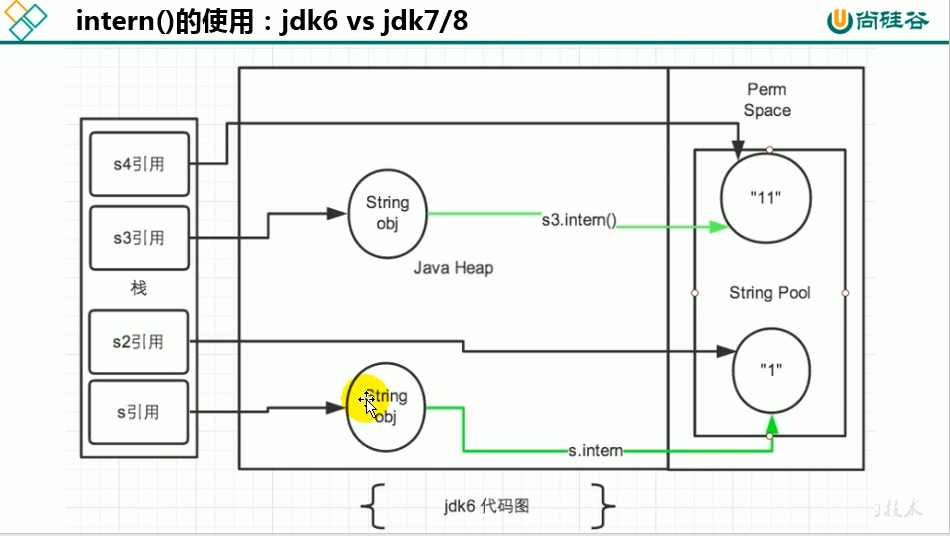 intern()的使用：jdk6 vs jdk7/8
尚硅谷
Perm
Space
s4引用
"11"
String
obj
s3.intern()
s3引用
Java Heap
栈
String Pool
s2引用
"1"
String
obj
s引用
s.intern
jdk6 代码图
技术